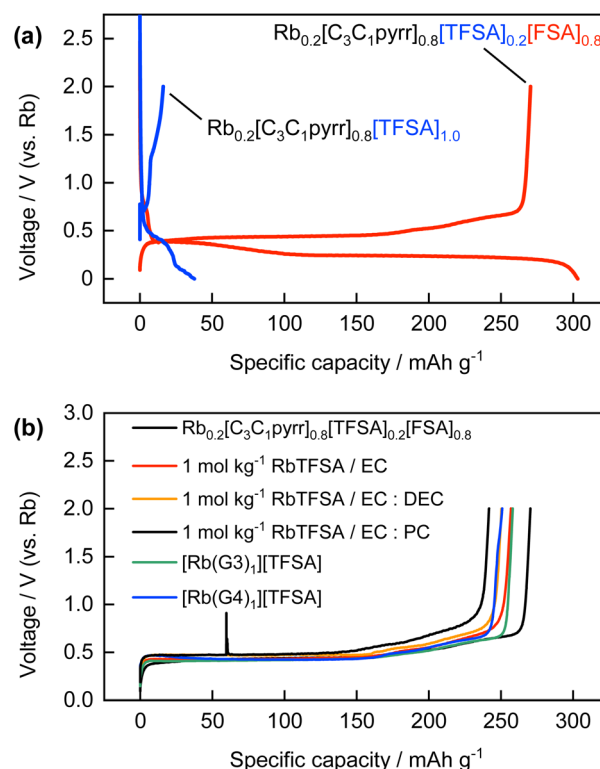 (a)
Voltage / V (vs. Rb)
2.5
2.0
1.5
1.0
0.5
0
Rb0.2[C3C1pyrr]0.8[TFSA]0.2[FSA]0.8
Rb0.2[C3C1pyrr]0.8[TFSA]1.0
0 50 100 150 200 250 300
Specific capacity / mAh g-1
(b)
Voltage / V (vs. Rb)
3.0
2.5
2.0
1.5
1.0
0.5
0.0
Rb0.2[C3C1pyrr]0.8[TFSA]0.2[FSA]0.8
1 mol kg-1 RbTFSA / EC
1 mol kg-1 RbTFSA / EC : DEC
1 mol kg-1 RbTFSA / EC : PC
[Rb(G3)1][TFSA]
[Rb(G4)1][TFSA]
0 50 100 150 200 250 300
Specific capacity / mAh g-1